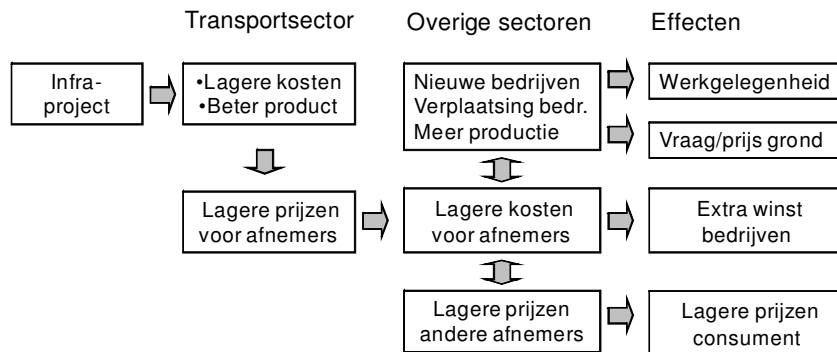 Transportsector
Overige sectoren
Effecten
Infra-
project
•Lagere kosten
•Beter product
Nieuwe bedrijven
Verplaatsing bedr.
Meer productie
Werkgelegenheid
Vraag/prijs grond
Lagere prijzen
voor afnemers
Lagere kosten
voor afnemers
Extra winst
bedrijven
Lagere prijzen
andere afnemers
Lagere prijzen
consument